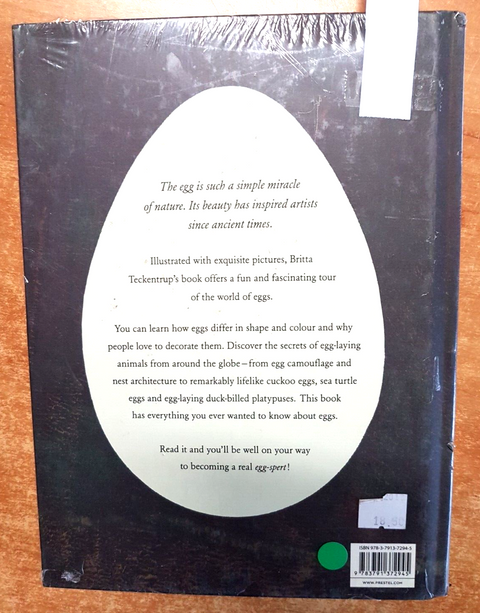 The egg is such a simple miracle
of nature. Its beauty has inspired artists
since ancient times.
Illustrated with exquisite pictures, Britta
Teckentrup's book offers a fun and fascinating tour
of the world of eggs.
You can learn how eggs differ in shape and colour and why
people love to decorate them. Discover the secrets of egg-laying
animals from around the globe – from egg camouflage and
nest architecture to remarkably lifelike cuckoo eggs, sea turtle
eggs and egg-laying duck-billed platypuses. This book
has everything you ever wanted to know about eggs.
Read it and you'll be well on your way
to becoming a real egg-spert!
ISBN 978-3-7913-7294-5
9 783791 372945
WWW.PRESTEL.COM